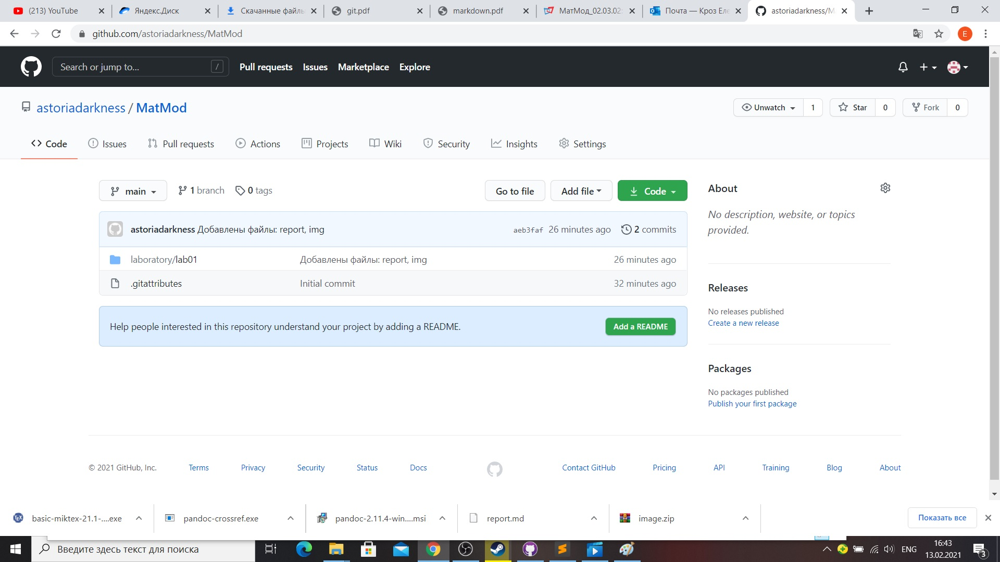 (213) YouTube
Яндекс.Диск
Скачанные файлы
git.pdf
markdown.pdf
МатМод_02.03.02:
Почта — Кроз Еле
astoriadarkness/M
github.com/astoriadarkness/MatMod
E
Search or jump to...
/
Pull requests
Issues
Marketplace
Explore
astoriadarkness / MatMod
Unwatch
1
Star
0
Fork
0
Code
Issues
Pull requests
Actions
Projects
Wiki
Security
Insights
Settings
main
1 branch
0 tags
Go to file
Add file
Code
About
No description, website, or topics
provided.
astoriadarkness Добавлены файлы: report, img
aeb3faf 26 minutes ago
2 commits
laboratory/lab01
Добавлены файлы: report, img
26 minutes ago
.gitattributes
Initial commit
32 minutes ago
Help people interested in this repository understand your project by adding a README.
Add a README
Releases
No releases published
Create a new release
Packages
No packages published
Publish your first package
© 2021 GitHub, Inc.
Terms
Privacy
Security
Status
Docs
Contact GitHub
Pricing
API
Training
Blog
About
basic-miktex-21.1-....exe
pandoc-crossref.exe
pandoc-2.11.4-win....msi
report.md
image.zip
Показать все
Введите здесь текст для поиска
ENG
16:43
13.02.2021
3